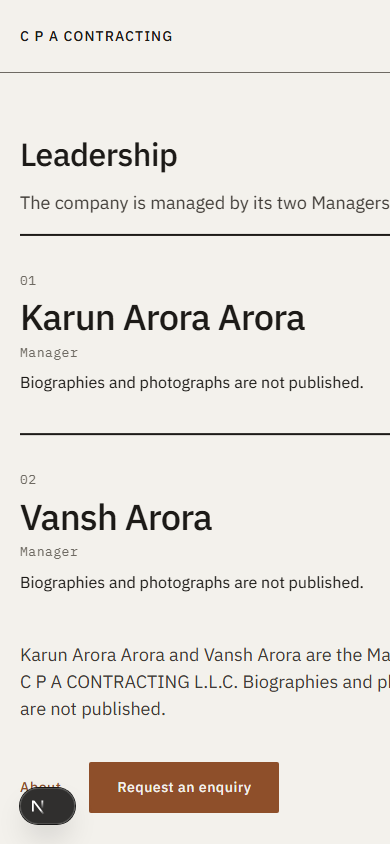 C P A CONTRACTING
Leadership
The company is managed by its two Managers
01
Karun Arora Arora
Manager
Biographies and photographs are not published.
02
Vansh Arora
Manager
Biographies and photographs are not published.
Karun Arora Arora and Vansh Arora are the Ma
C P A CONTRACTING L.L.C. Biographies and pl
are not published.
About
Request an enquiry
N